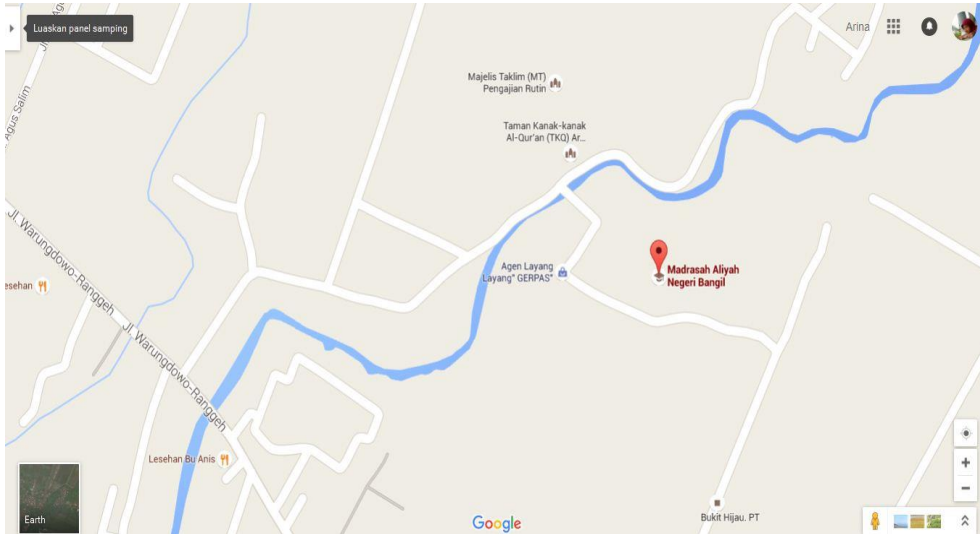 Luaskan panel samping
Arina
Jl. Agus Salim
Majelis Taklim (MT)
Pengajian Rutin
Taman Kanak-kanak
Al-Qur'an (TKQ) Ar...
Jl. Warungdowo-Ranggeh
Agen Layang
Layang" GERPAS"
Madrasah Aliyah
Negeri Bangil
esehan
Jl. Warungdowo-Ranggeh
Lesehan Bu Anis
Earth
Google
Bukit Hijau. PT